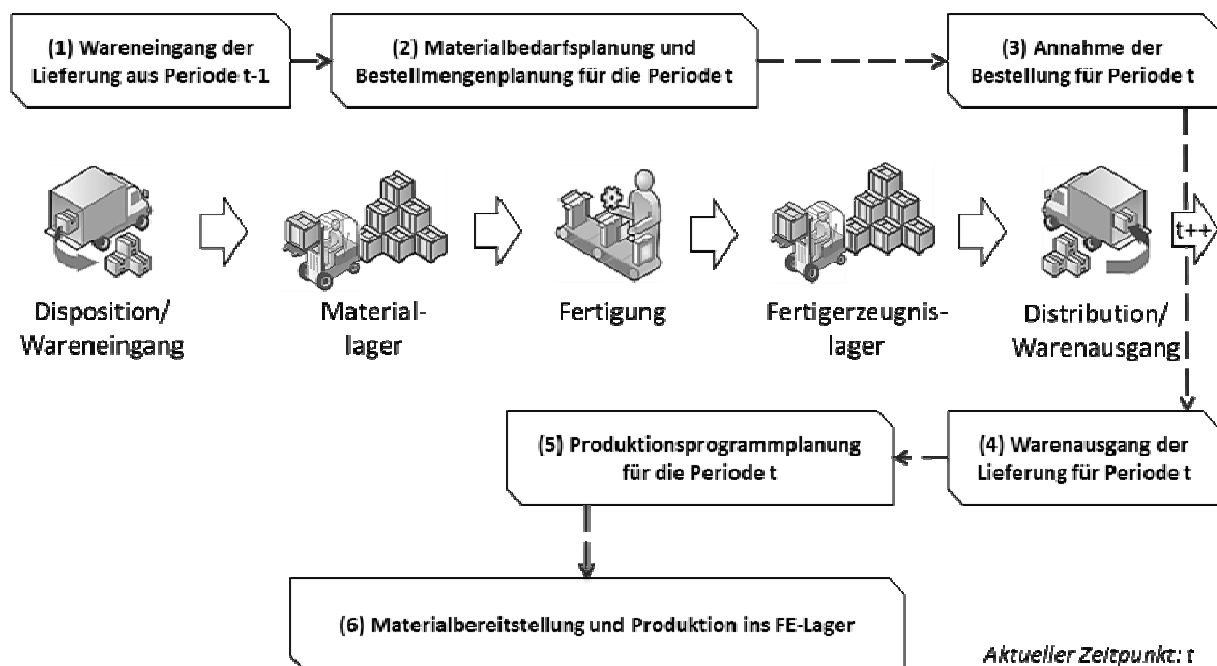 (1) Wareneingang der
Lieferung aus Periode t-1
(2) Materialbedarfsplanung und
Bestellmengenplanung für die Periode t
(3) Annahme der
Bestellung für Periode t
t++
Disposition/
Wareneingang
Material-
lager
Fertigung
Fertigerzeugnis-
lager
Distribution/
Warenausgang
(5) Produktionsprogrammplanung
für die Periode t
(4) Warenausgang der
Lieferung für Periode t
(6) Materialbereitstellung und Produktion ins FE-Lager
Aktueller Zeitpunkt: t